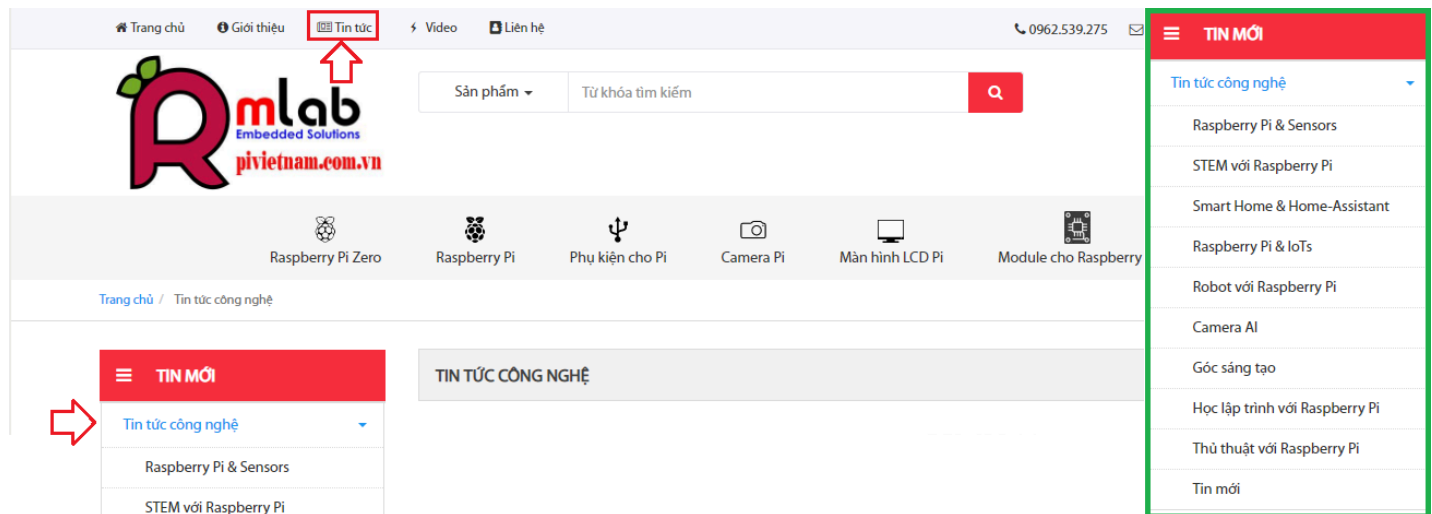 Trang chủ Giới thiệu Tin tức Video Liên hệ 0962.539.275
mlab
Embedded Solutions
pivietnam.com.vn
Sản phẩm Từ khóa tìm kiếm
Raspberry Pi Zero Raspberry Pi Phụ kiện cho Pi Camera Pi Màn hình LCD Pi Module cho Raspberry
Trang chủ / Tin tức công nghệ
TIN MỚI
Tin tức công nghệ
Raspberry Pi & Sensors
STEM với Raspberry Pi
TIN TỨC CÔNG NGHỆ
TIN MỚI
Tin tức công nghệ
Raspberry Pi & Sensors
STEM với Raspberry Pi
Smart Home & Home-Assistant
Raspberry Pi & IoTs
Robot với Raspberry Pi
Camera AI
Góc sáng tạo
Học lập trình với Raspberry Pi
Thủ thuật với Raspberry Pi
Tin mới